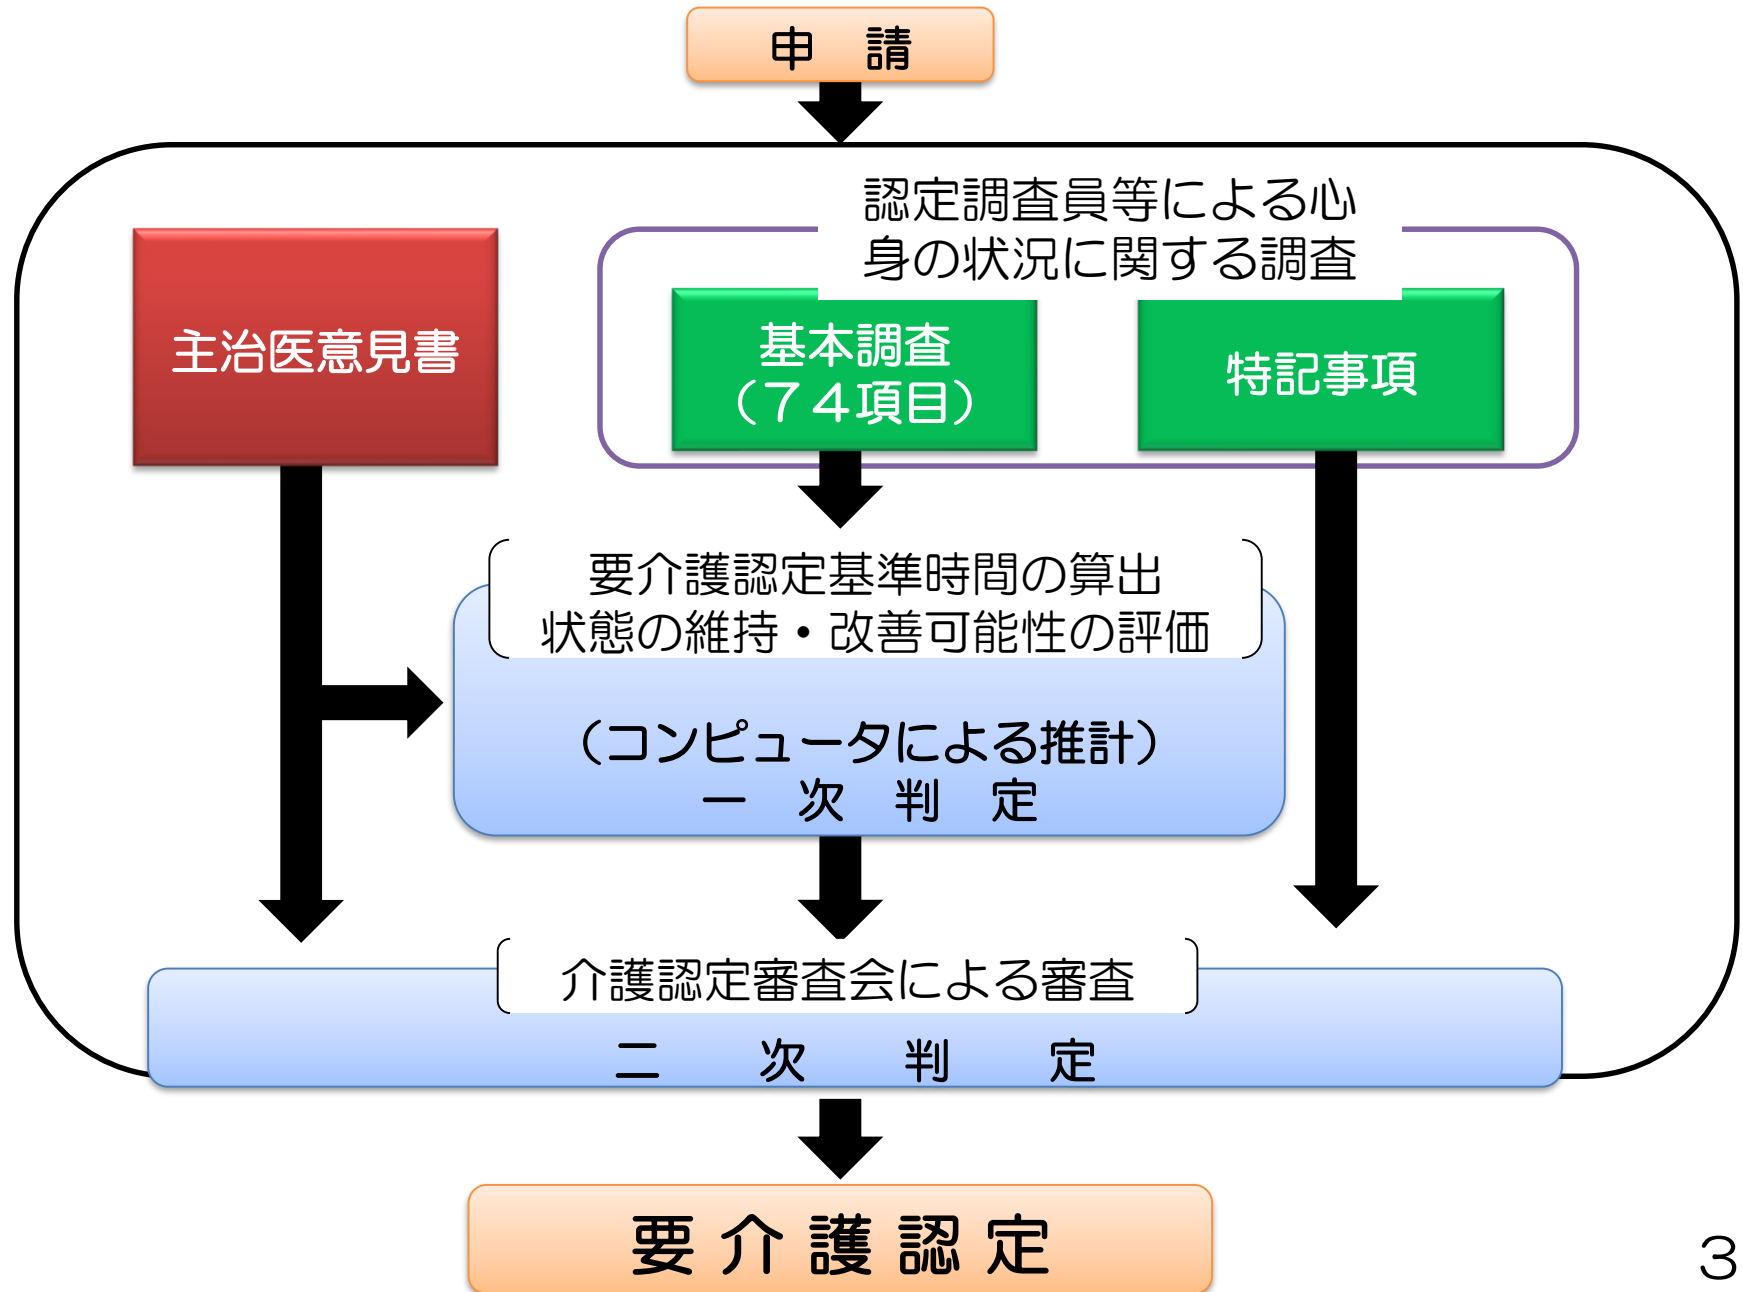 申　請
認定調査員等による心
身の状況に関する調査
主治医意見書
基本調査
（７４項目）
特記事項
要介護認定基準時間の算出
状態の維持・改善可能性の評価
（コンピュータによる推計）
一　次　判　定
介護認定審査会による審査
二　　次　　判　　定
要 介 護 認 定
３